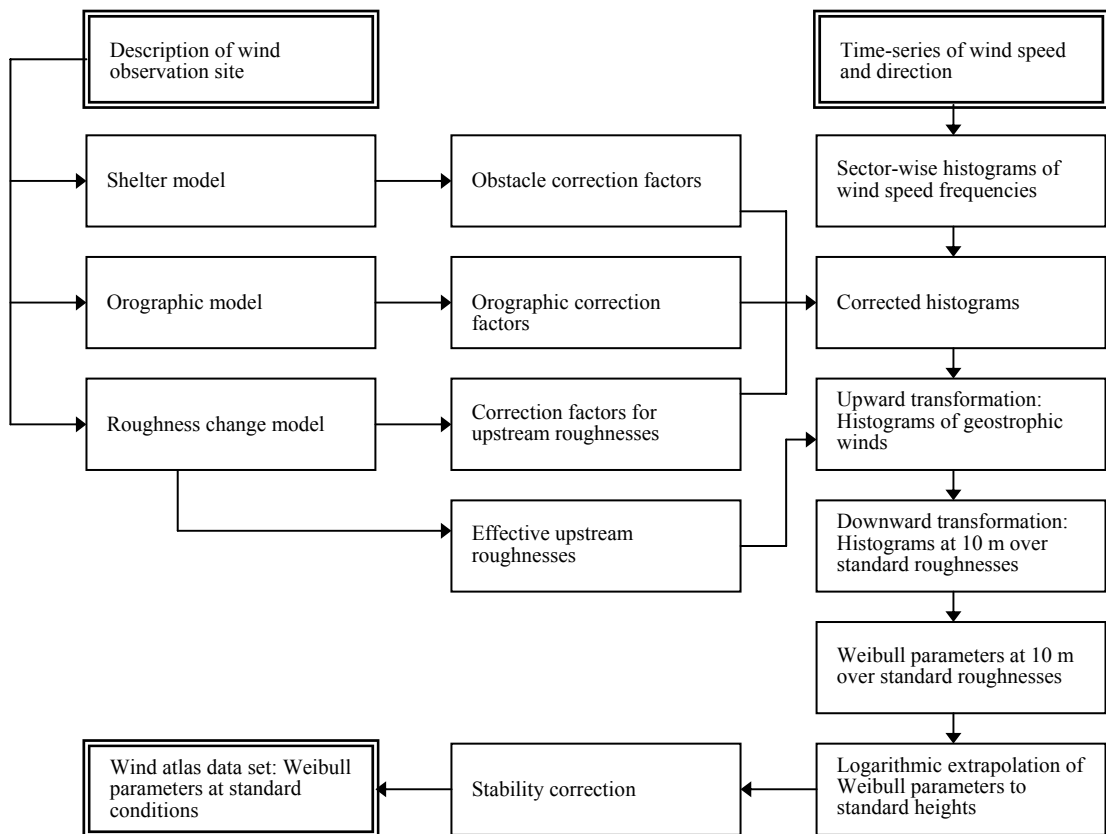 Description of wind
observation site
Time-series of wind speed
and direction
Shelter model
Obstacle correction factors
Sector-wise histograms of
wind speed frequencies
Orographic model
Orographic correction
factors
Corrected histograms
Roughness change model
Correction factors for
upstream roughnesses
Upward transformation:
Histograms of geostrophic
winds
Effective upstream
roughnesses
Downward transformation:
Histograms at 10 m over
standard roughnesses
Weibull parameters at 10 m
over standard roughnesses
Wind atlas data set: Weibull
parameters at standard
conditions
Stability correction
Logarithmic extrapolation of
Weibull parameters to
standard heights